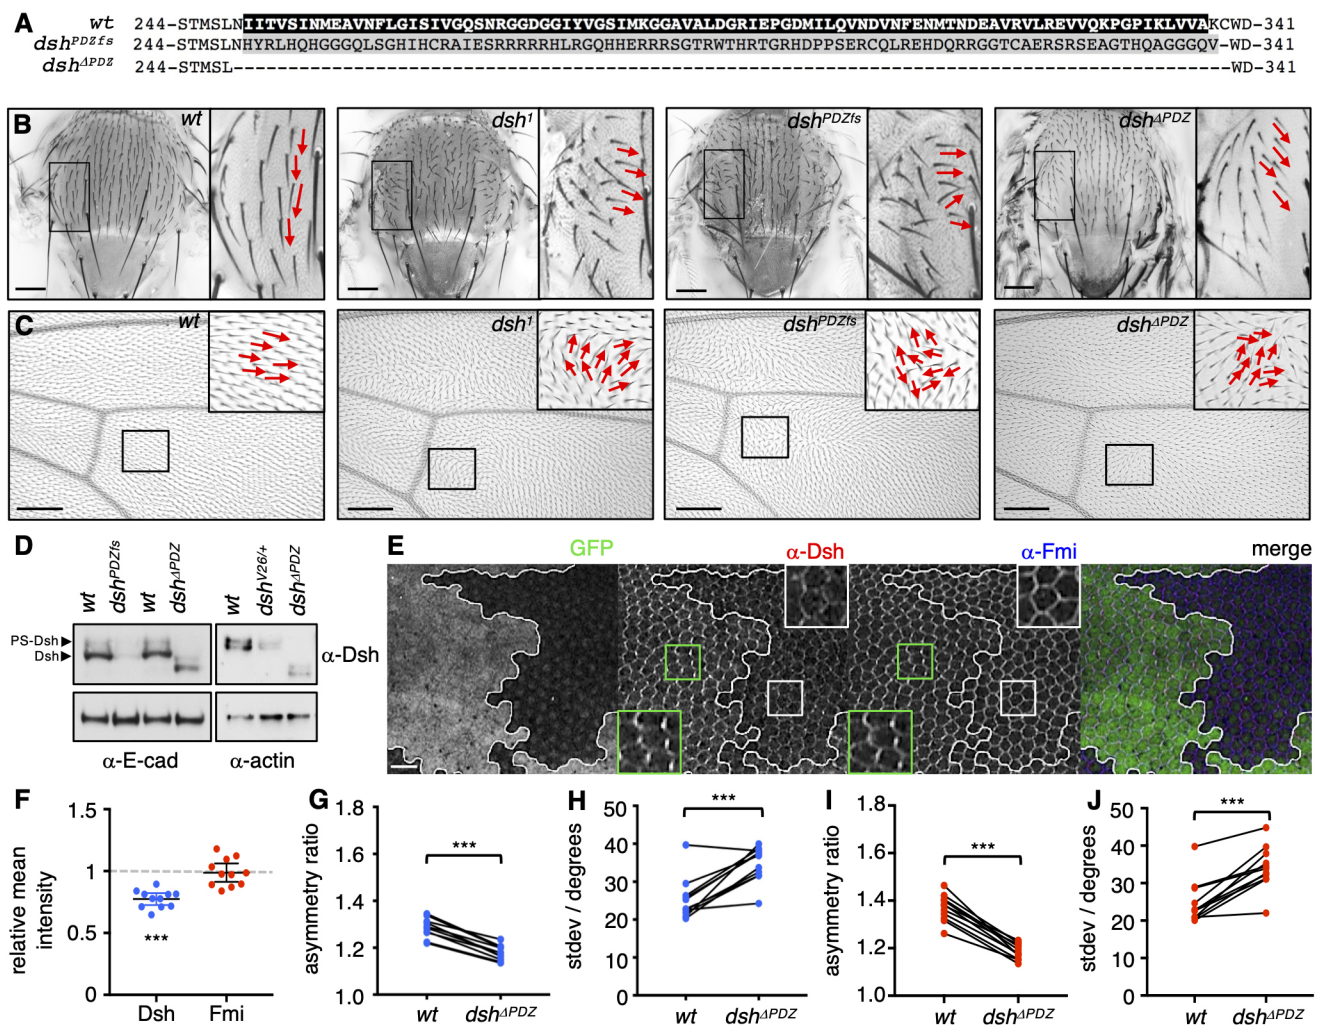 A
wt 244-STMSLNIITVSINMEAVNFLGISIVGQSNRGGDGGIYVGSIMKGGAVALDGRIEPGDMILQVNDVNFENMTNDEAVRVLREVVQKPGPIKLVVAKCWD-341
dshPDZfs 244-STMSLNHYRLHQHGGGQLSGHIHCRAIESRRRRRHLRGQHHERRRSGTRWTHRTGRHDPPSERCQLREHDQRRGGTCAERSRSEAGTHQAGGGQV-WD-341
dshΔPDZ 244-STMSL------------------------------------------------------------------------------------------WD-341
B wt dsh1 dshPDZfs dshΔPDZ
C wt dsh1 dshPDZfs dshΔPDZ
D
wt dshPDZfs wt dshΔPDZ wt dshV26/+ dshΔPDZ
PS-Dsh
Dsh
α-Dsh
α-E-cad α-actin
E GFP α-Dsh α-Fmi merge
F
relative mean intensity
1.5
1
0.5
0
***
Dsh Fmi
G
asymmetry ratio
1.8
1.6
1.4
1.2
1.0
***
wt dshΔPDZ
H
stdev / degrees
50
40
30
20
10
0
***
wt dshΔPDZ
I
asymmetry ratio
1.8
1.6
1.4
1.2
1.0
***
wt dshΔPDZ
J
stdev / degrees
50
40
30
20
10
0
***
wt dshΔPDZ